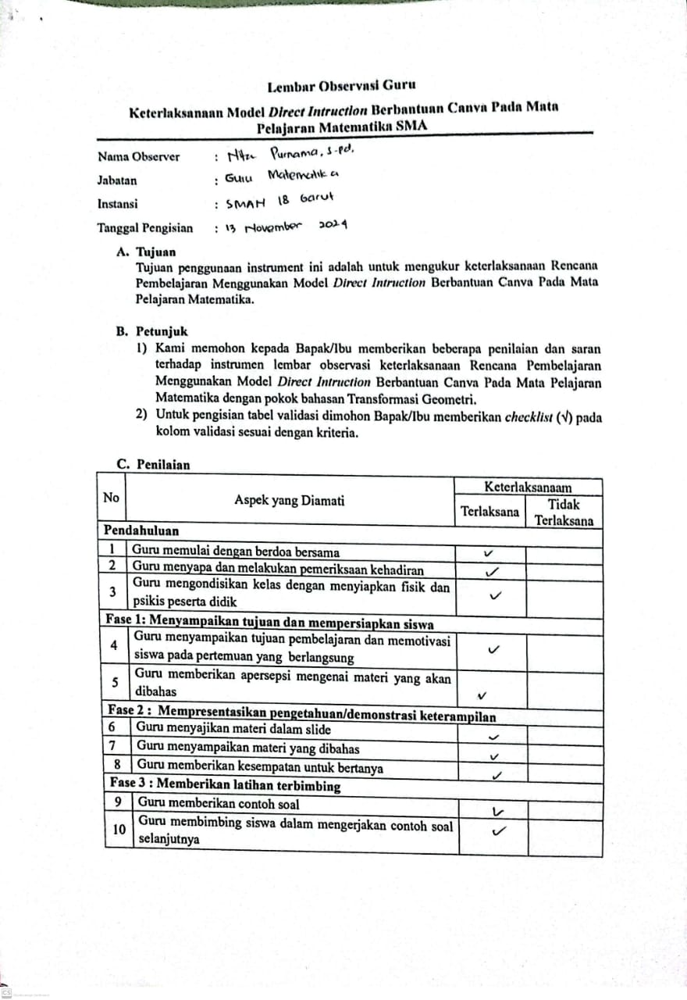 Lembar Observasi Guru
Keterlaksanaan Model Direct Intruction Berbantuan Canva Pada Mata
Pelajaran Matematika SMA
Nama Observer : Purnama, S.pd.
Jabatan : Guru Matematika
Instansi : SMAN 18 Garut
Tanggal Pengisian : 13 November 2024
A. Tujuan
Tujuan penggunaan instrument ini adalah untuk mengukur keterlaksanaan Rencana
Pembelajaran Menggunakan Model Direct Intruction Berbantuan Canva Pada Mata
Pelajaran Matematika.
B. Petunjuk
1) Kami memohon kepada Bapak/Ibu memberikan beberapa penilaian dan saran
terhadap instrumen lembar observasi keterlaksanaan Rencana Pembelajaran
Menggunakan Model Direct Intruction Berbantuan Canva Pada Mata Pelajaran
Matematika dengan pokok bahasan Transformasi Geometri.
2) Untuk pengisian tabel validasi dimohon Bapak/Ibu memberikan checklist (√) pada
kolom validasi sesuai dengan kriteria.
C. Penilaian
No Aspek yang Diamati Keterlaksanaam
Terlaksana Tidak
Terlaksana
Pendahuluan
1 Guru memulai dengan berdoa bersama ✓
2 Guru menyapa dan melakukan pemeriksaan kehadiran ✓
3 Guru mengondisikan kelas dengan menyiapkan fisik dan
psikis peserta didik ✓
Fase 1: Menyampaikan tujuan dan mempersiapkan siswa
4 Guru menyampaikan tujuan pembelajaran dan memotivasi
siswa pada pertemuan yang berlangsung ✓
5 Guru memberikan apersepsi mengenai materi yang akan
dibahas ✓
Fase 2 : Mempresentasikan pengetahuan/demonstrasi keterampilan
6 Guru menyajikan materi dalam slide ✓
7 Guru menyampaikan materi yang dibahas ✓
8 Guru memberikan kesempatan untuk bertanya ✓
Fase 3 : Memberikan latihan terbimbing
9 Guru memberikan contoh soal ✓
10 Guru membimbing siswa dalam mengerjakan contoh soal
selanjutnya ✓
CS